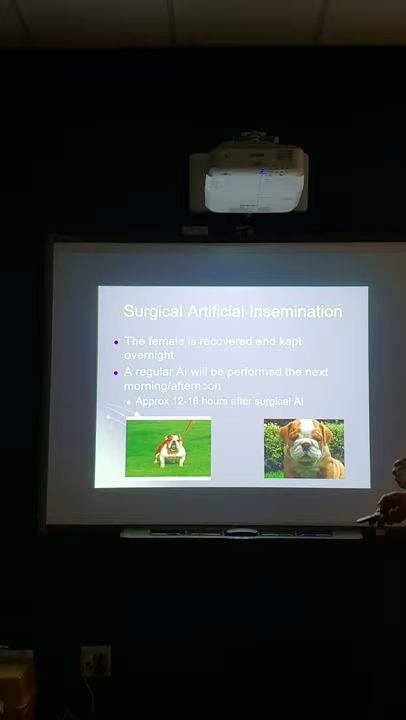 Surgical Artificial Insemination
The female is recovered and kept
overnight
A regular AI will be performed the next
morning/afternoon
Approx 12-18 hours after surgical AI